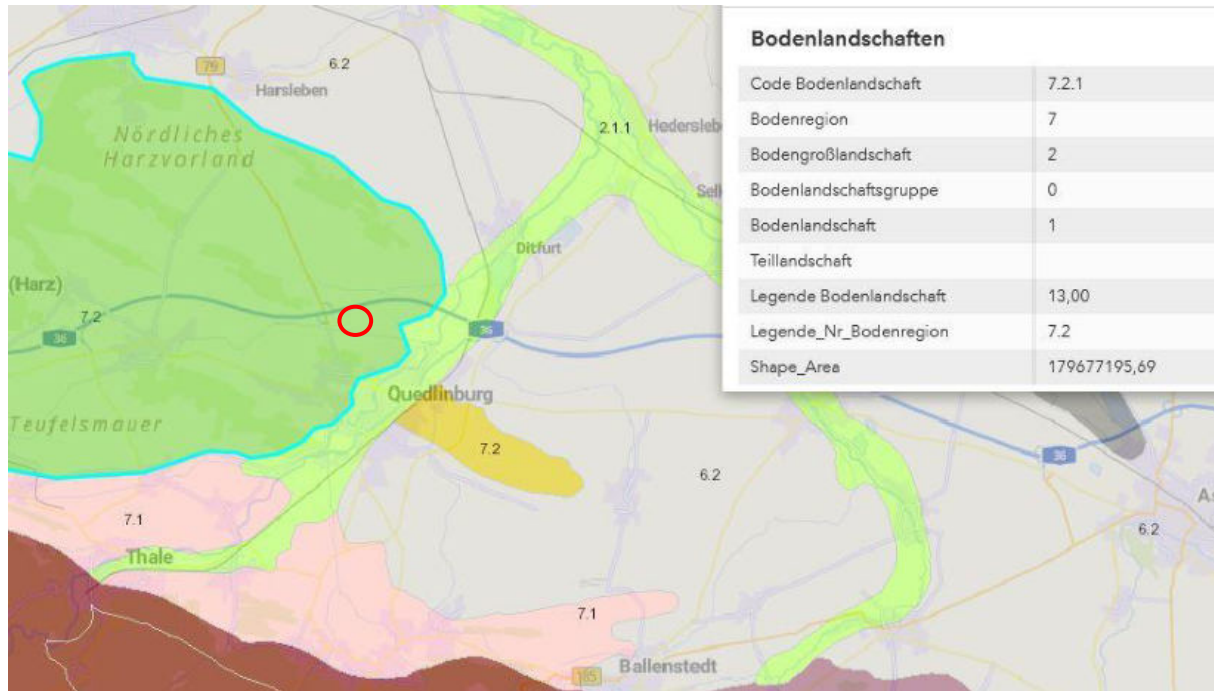 79
6.2
Harsleben
Nördliches
Harzvorland
2.1.1
Ditfurt
(Harz)
7.2
36
36
Quedlinburg
Teufelsmauer
7.2
6.2
7.1
Thale
7.1
Ballenstedt
36
6.2
Bodenlandschaften
Code Bodenlandschaft 7.2.1
Bodenregion 7
Bodengroßlandschaft 2
Bodenlandschaftsgruppe 0
Bodenlandschaft 1
Teillandschaft
Legende Bodenlandschaft 13,00
Legende_Nr_Bodenregion 7.2
Shape_Area 179677195,69